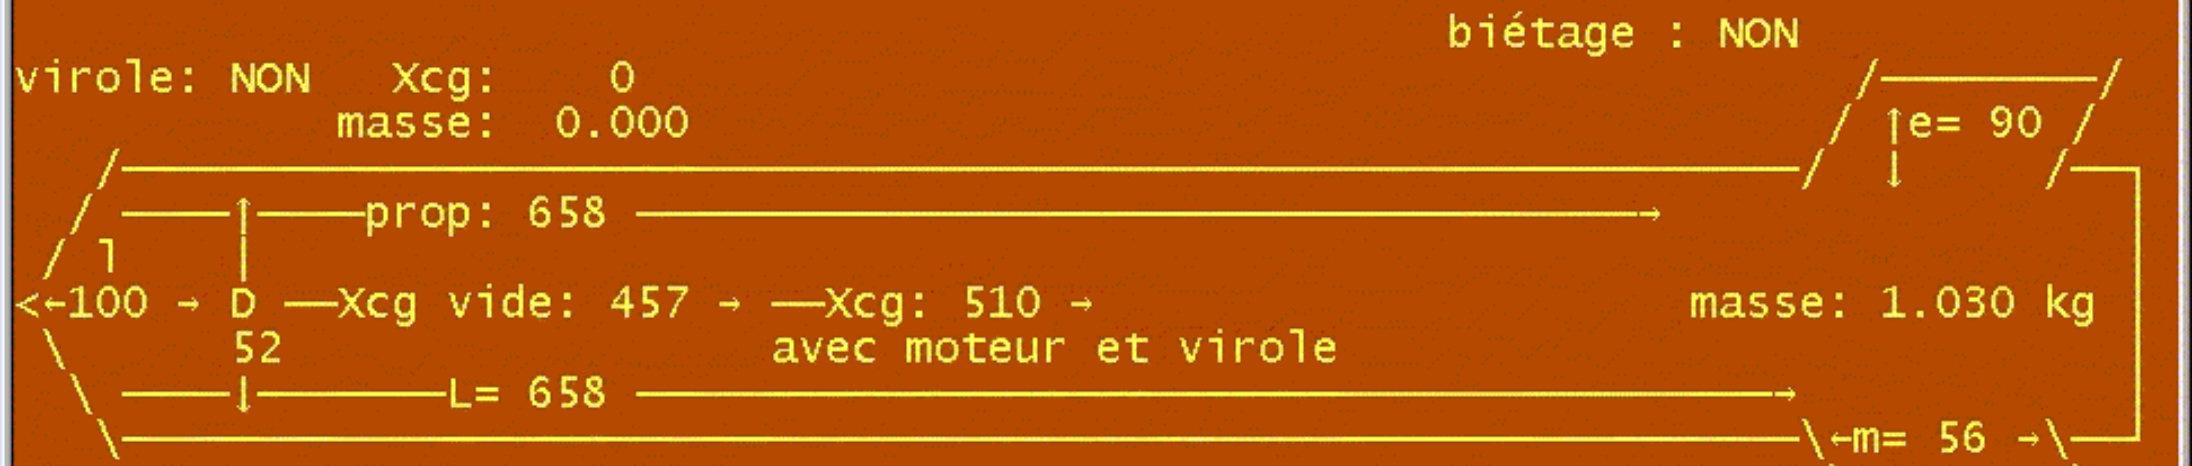 biétage : NON
virole: NON Xcg: 0
masse: 0.000
e= 90
prop: 658
l
<←100 → D Xcg vide: 457 → Xcg: 510 → masse: 1.030 kg
52 avec moteur et virole
L= 658
←m= 56 →